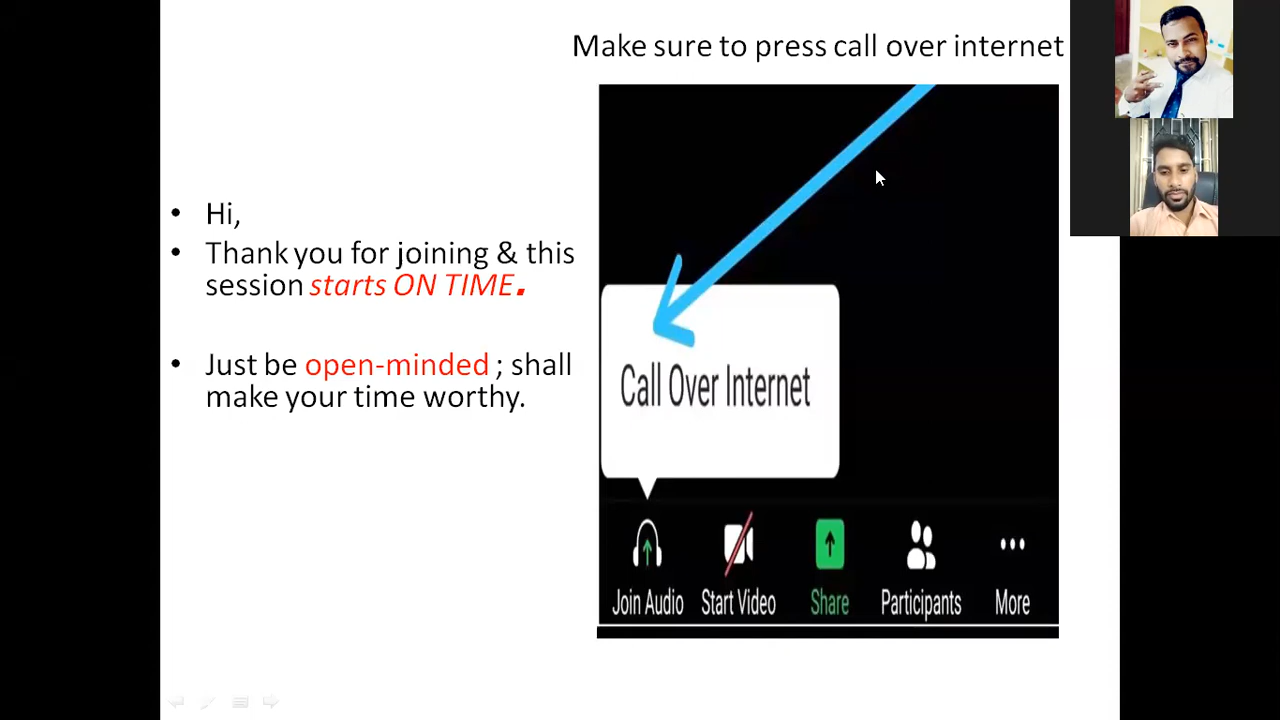 Make sure to press call over internet
• Hi,
• Thank you for joining & this
session starts ON TIME.
• Just be open-minded ; shall
make your time worthy.
Call Over Internet
Join Audio Start Video Share Participants More